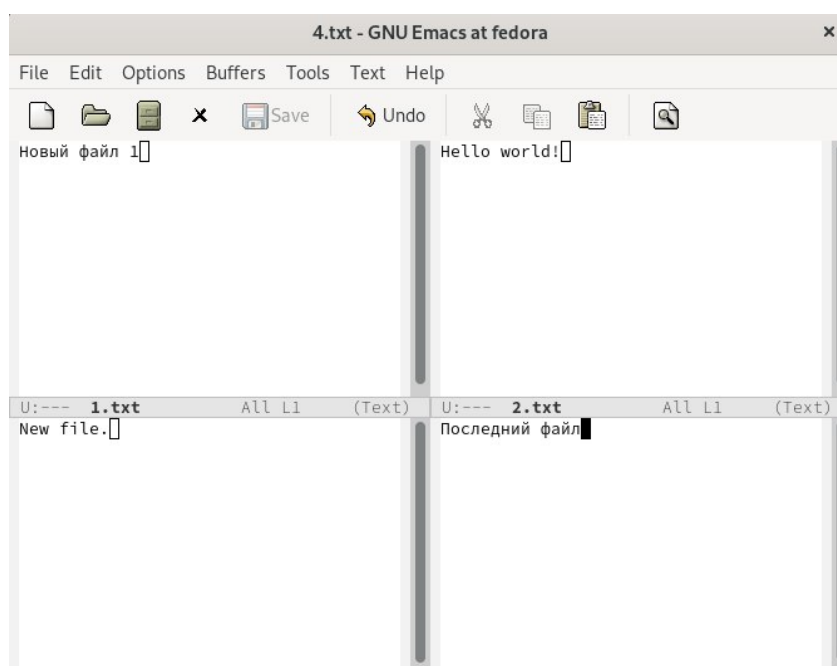 4.txt - GNU Emacs at fedora
File Edit Options Buffers Tools Text Help
Save Undo
Новый файл 1
Hello world!
U:--- 1.txt All L1 (Text)
U:--- 2.txt All L1 (Text)
New file.
Последний файл